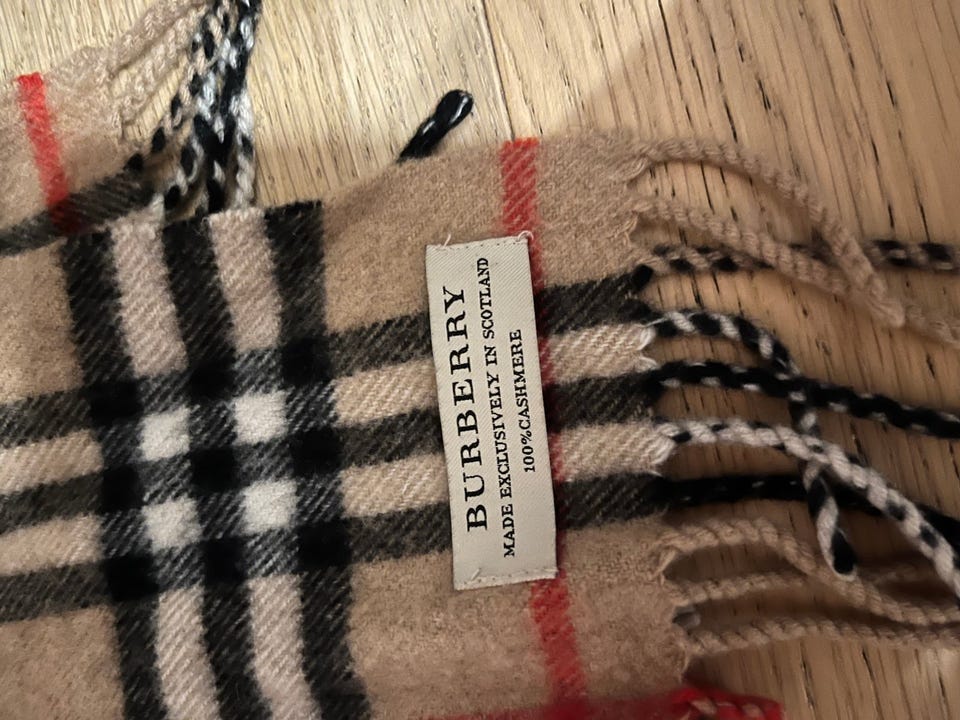 BURBERRY
MADE EXCLUSIVELY IN SCOTLAND
100%CASHMERE